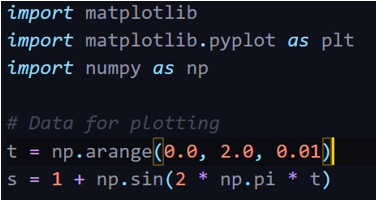 import matplotlib
import matplotlib.pyplot as plt
import numpy as np
# Data for plotting
t = np.arange(0.0, 2.0, 0.01)
s = 1 + np.sin(2 * np.pi * t)